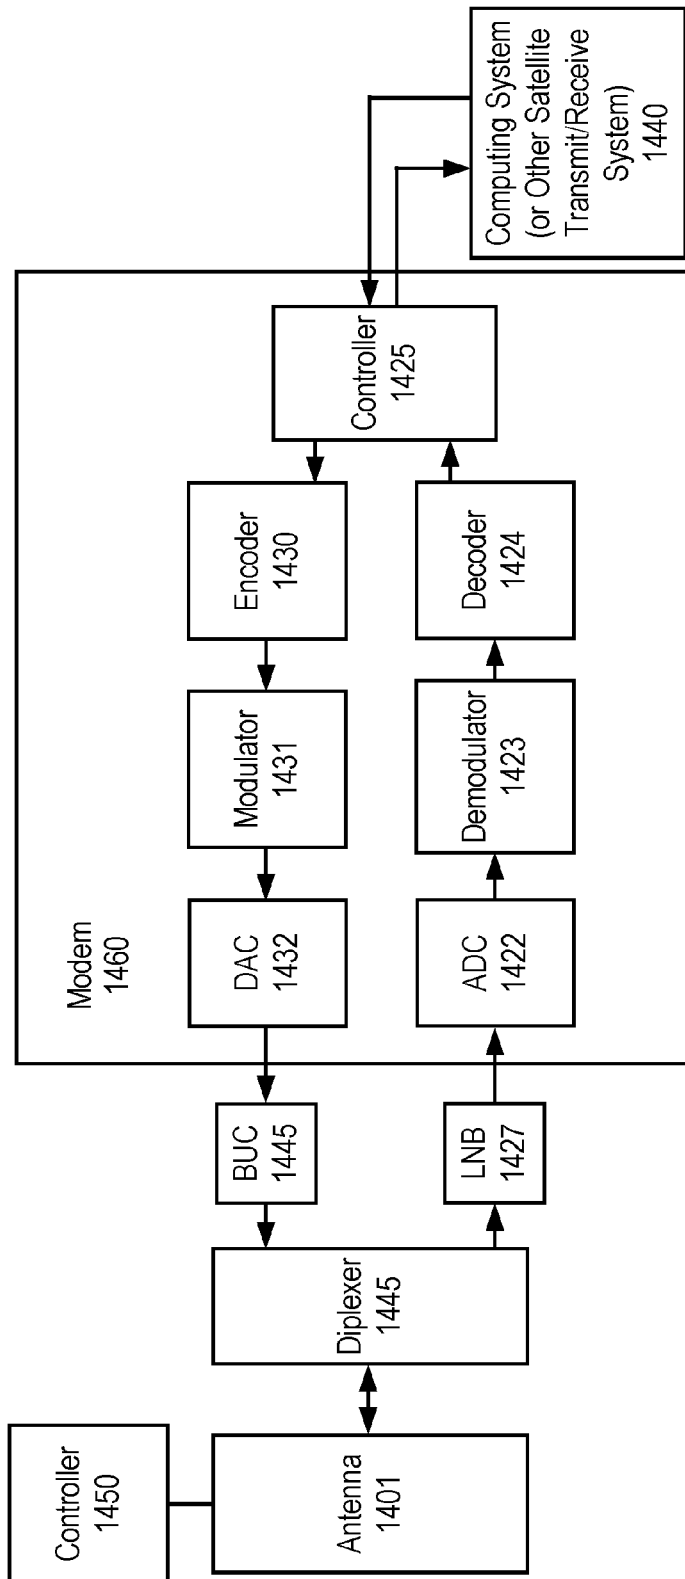 Controller
1450
Antenna
1401
Diplexer
1445
BUC
1445
LNB
1427
Modem
1460
DAC
1432
Modulator
1431
Encoder
1430
ADC
1422
Demodulator
1423
Decoder
1424
Controller
1425
Computing System
(or Other Satellite
Transmit/Receive
System)
1440